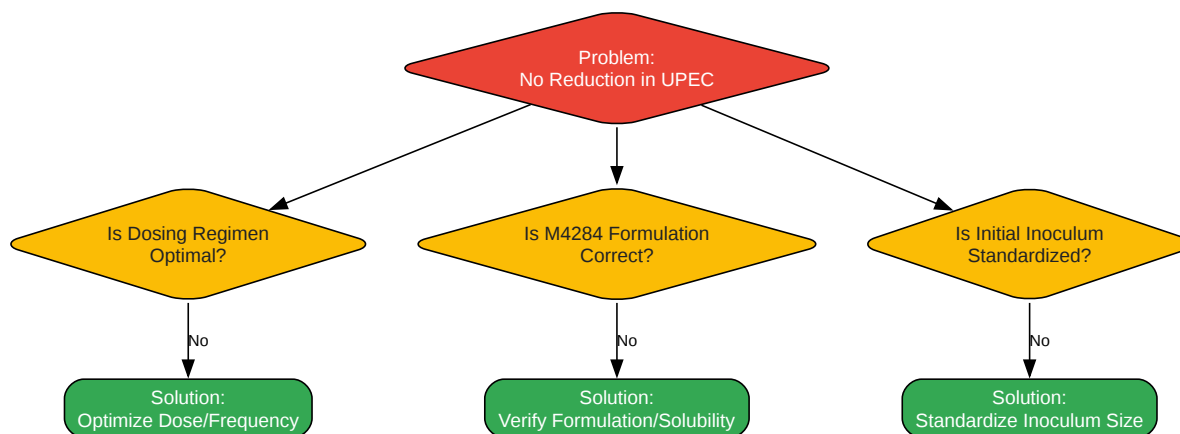 Problem:
No Reduction in UPEC
Is Dosing Regimen
Optimal?
Is M4284 Formulation
Correct?
Is Initial Inoculum
Standardized?
No
No
No
Solution:
Optimize Dose/Frequency
Solution:
Verify Formulation/Solubility
Solution:
Standardize Inoculum Size